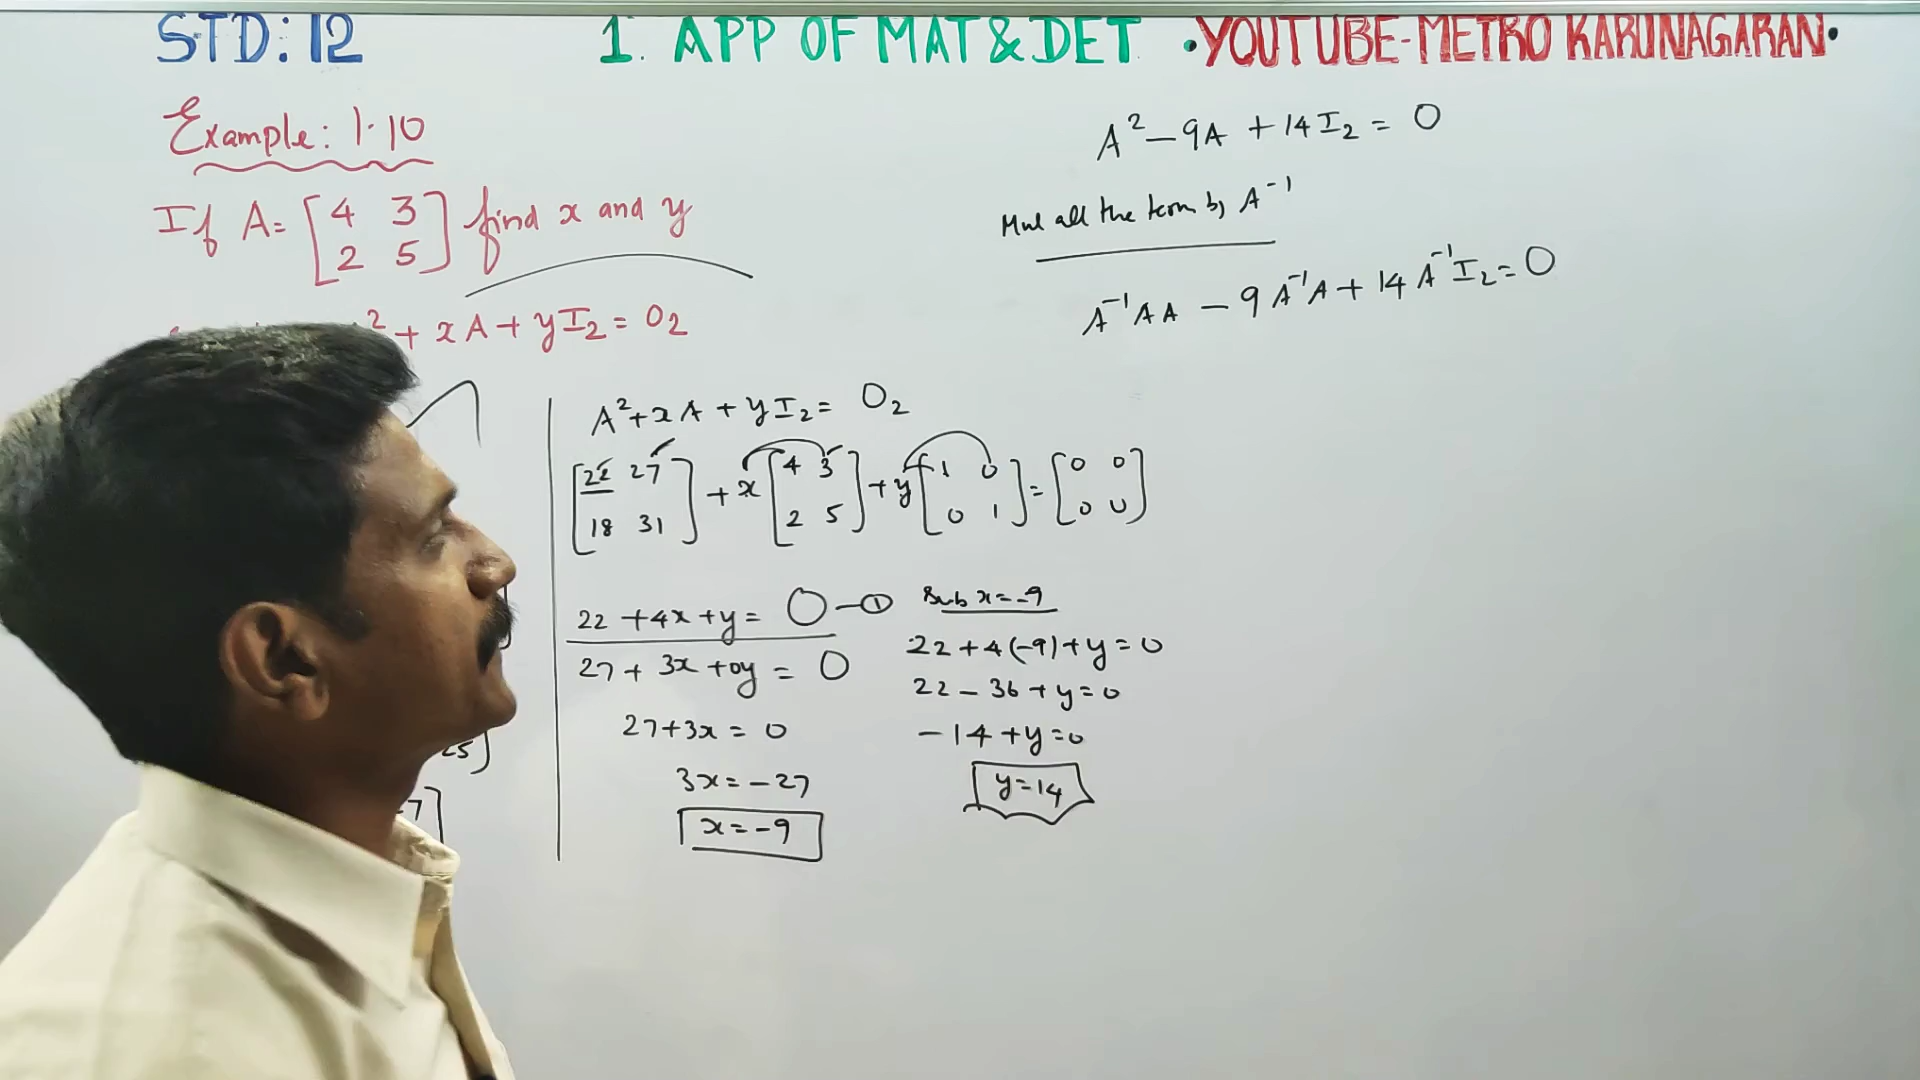 STD: 12 1. APP OF MAT & DET •YOUTUBE-METRO KARUNAGARAN•
Example: 1.10
If A = [4 3 find x and y
2 5]
2 + xA + yI₂ = O₂
A² + xA + yI₂ = O₂
[22 27 + x[4 3 + y[1 0 = [0 0
18 31] 2 5] 0 1] 0 0]
22 + 4x + y = 0 — ①
27 + 3x + 0y = 0
27 + 3x = 0
3x = -27
x = -9
Sub x = -9
22 + 4(-9) + y = 0
22 - 36 + y = 0
-14 + y = 0
y = 14
A² - 9A + 14I₂ = 0
Mul all the term by A⁻¹
A⁻¹AA - 9A⁻¹A + 14A⁻¹I₂ = 0
25]
7]